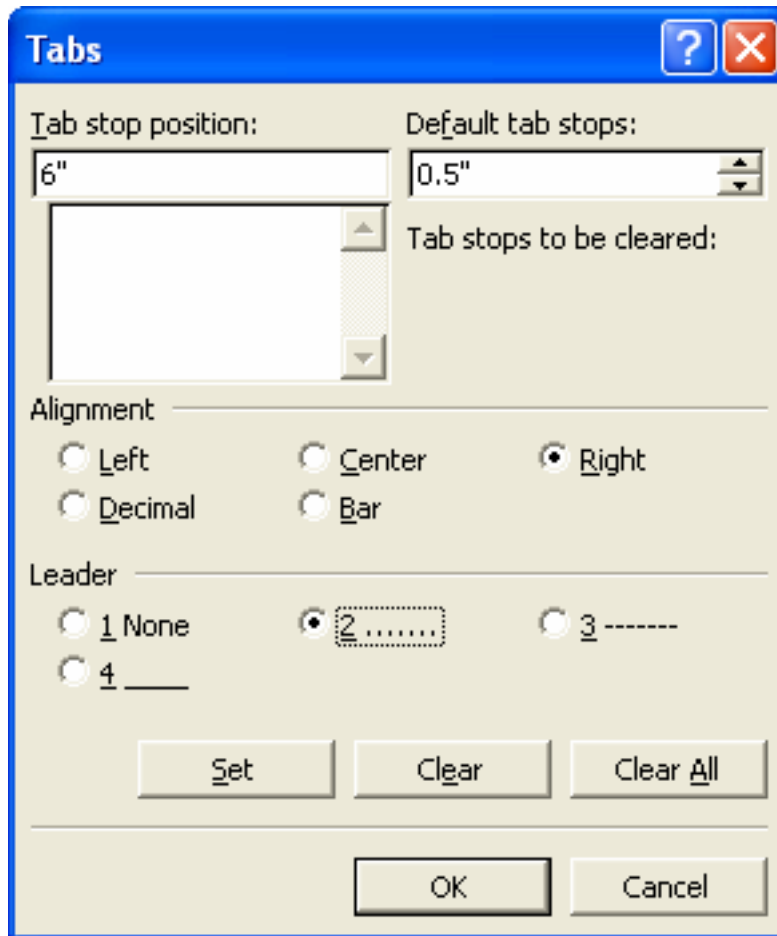 Tabs
Tab stop position: Default tab stops:
6" 0.5"
Tab stops to be cleared:
Alignment
Left Center Right
Decimal Bar
Leader
1 None 2 ....... 3 -------
4 ____
Set Clear Clear All
OK Cancel